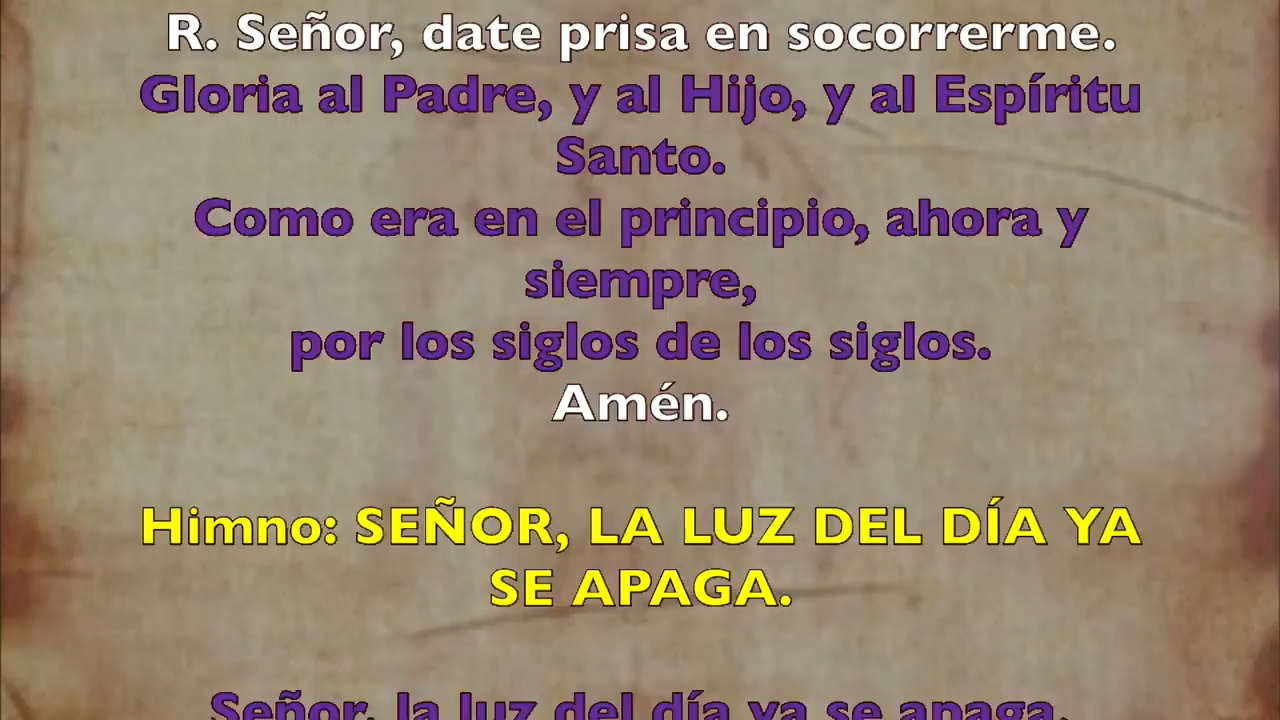 R. Señor, date prisa en socorrerme.
Gloria al Padre, y al Hijo, y al Espíritu
Santo.
Como era en el principio, ahora y
siempre,
por los siglos de los siglos.
Amén.
Himno: SEÑOR, LA LUZ DEL DÍA YA
SE APAGA.
Señor, la luz del día ya se apaga,